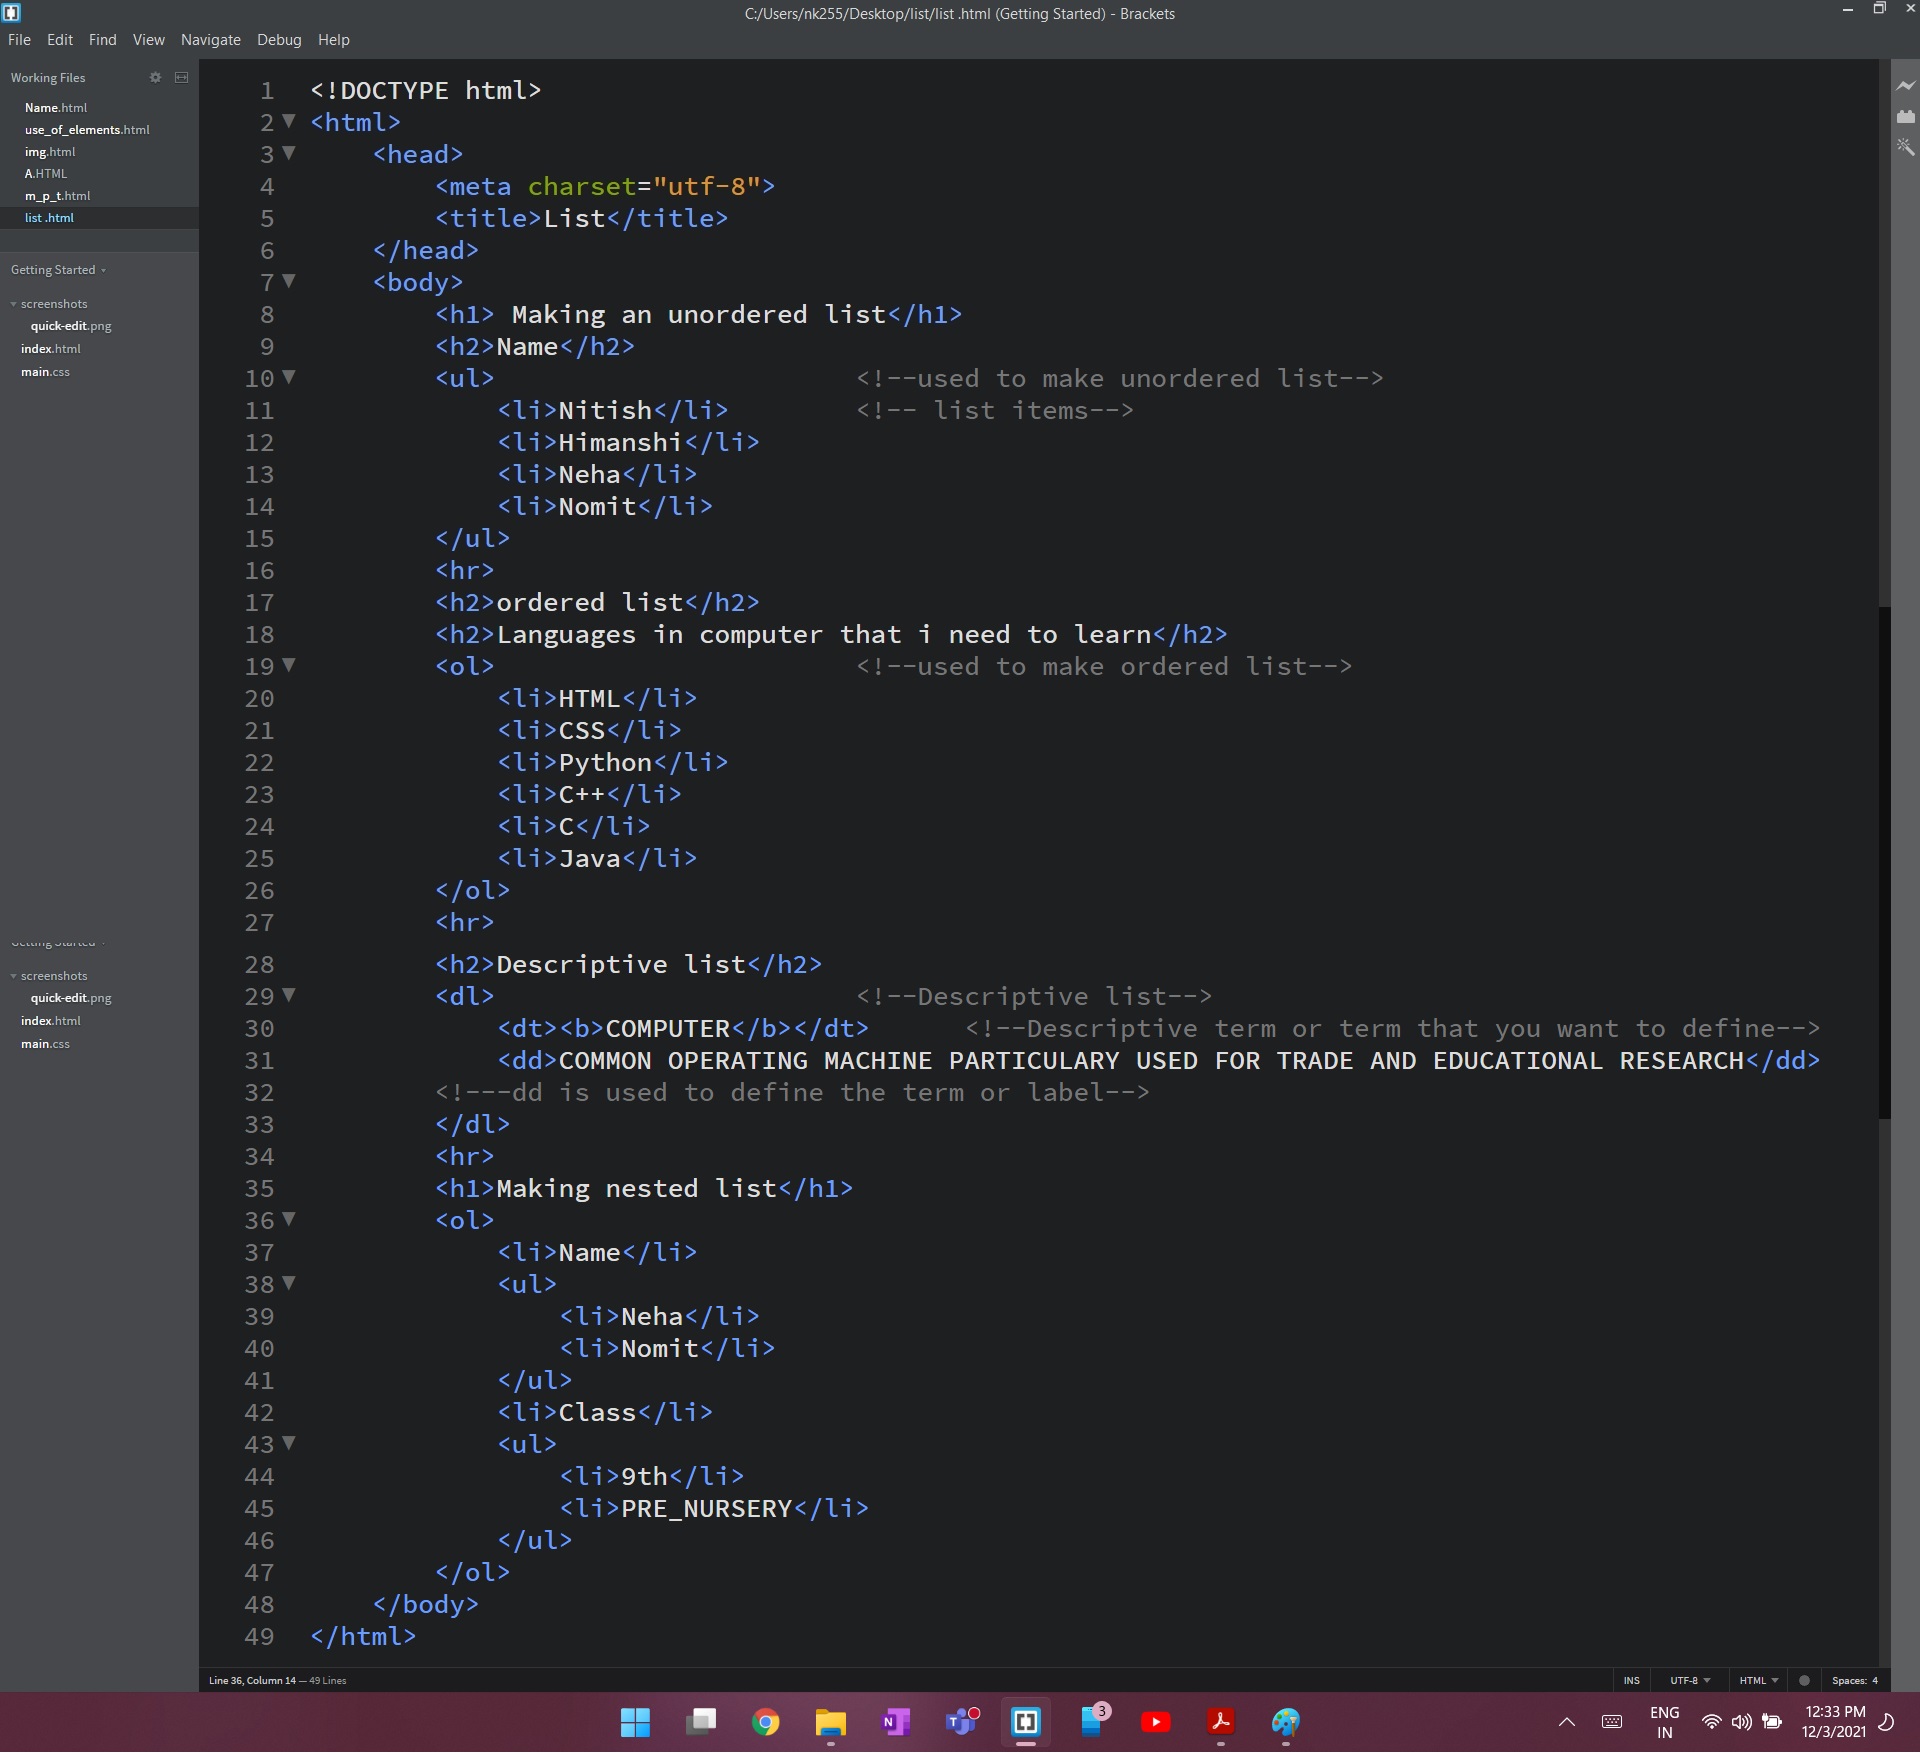 C:/Users/nk255/Desktop/list/list .html (Getting Started) - Brackets
File Edit Find View Navigate Debug Help
Working Files
Name.html
use_of_elements.html
img.html
A.HTML
m_p_t.html
list .html
Getting Started
screenshots
quick-edit.png
index.html
main.css
Getting Started
screenshots
quick-edit.png
index.html
main.css
1 <!DOCTYPE html>
2 <html>
3 <head>
4 <meta charset="utf-8">
5 <title>List</title>
6 </head>
7 <body>
8 <h1> Making an unordered list</h1>
9 <h2>Name</h2>
10 <ul> <!--used to make unordered list-->
11 <li>Nitish</li> <!-- list items-->
12 <li>Himanshi</li>
13 <li>Neha</li>
14 <li>Nomit</li>
15 </ul>
16 <hr>
17 <h2>ordered list</h2>
18 <h2>Languages in computer that i need to learn</h2>
19 <ol> <!--used to make ordered list-->
20 <li>HTML</li>
21 <li>CSS</li>
22 <li>Python</li>
23 <li>C++</li>
24 <li>C</li>
25 <li>Java</li>
26 </ol>
27 <hr>
28 <h2>Descriptive list</h2>
29 <dl> <!--Descriptive list-->
30 <dt><b>COMPUTER</b></dt> <!--Descriptive term or term that you want to define-->
31 <dd>COMMON OPERATING MACHINE PARTICULARY USED FOR TRADE AND EDUCATIONAL RESEARCH</dd>
32 <!---dd is used to define the term or label-->
33 </dl>
34 <hr>
35 <h1>Making nested list</h1>
36 <ol>
37 <li>Name</li>
38 <ul>
39 <li>Neha</li>
40 <li>Nomit</li>
41 </ul>
42 <li>Class</li>
43 <ul>
44 <li>9th</li>
45 <li>PRE_NURSERY</li>
46 </ul>
47 </ol>
48 </body>
49 </html>
Line 36, Column 14 — 49 Lines
INS UTF-8 HTML Spaces: 4
3
ENG
IN
12:33 PM
12/3/2021